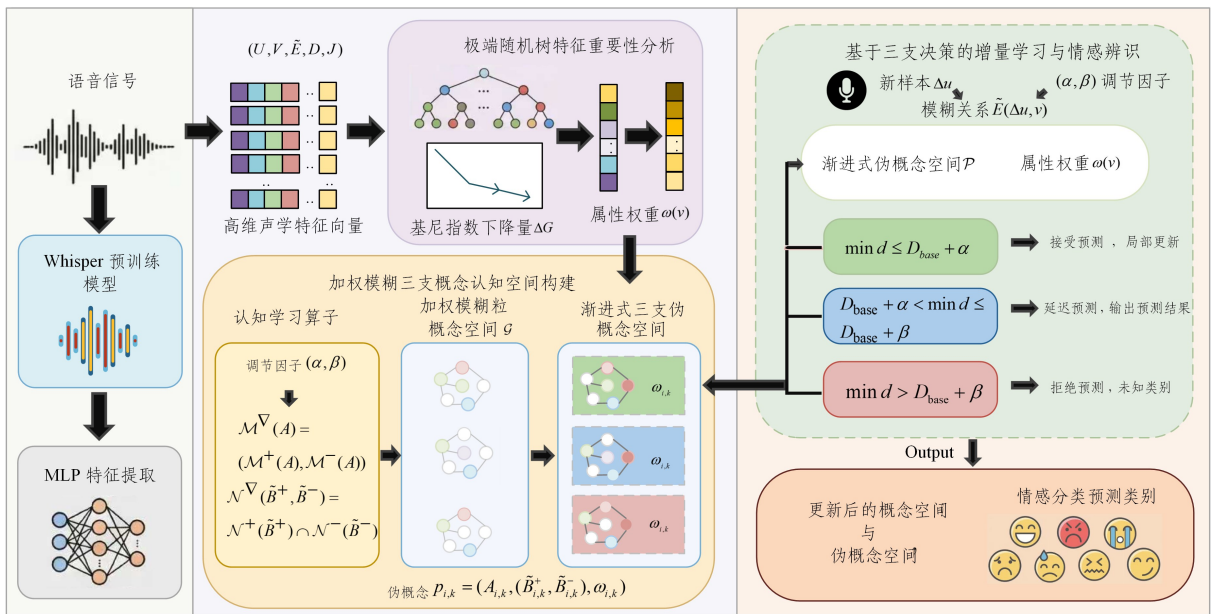 语音信号
Whisper 预训练
模型
MLP 特征提取
(U,V,Ẽ,D,J)
高维声学特征向量
极端随机树特征重要性分析
基尼指数下降量ΔG
属性权重ω(v)
加权模糊三支概念认知空间构建
认知学习算子
调节因子(α,β)
𝓜^∇(A)=
(𝓜⁺(A),𝓜⁻(A))
𝓝^∇(B̃⁺,B̃⁻)=
𝓝⁺(B̃⁺)∩𝓝⁻(B̃⁻)
加权模糊粒
概念空间 𝒢
渐进式三支伪
概念空间
ω_{i,k}
ω_{i,k}
ω_{i,k}
伪概念 p_{i,k}=(A_{i,k},(B̃⁺_{i,k},B̃⁻_{i,k}),ω_{i,k})
基于三支决策的增量学习与情感辨识
新样本Δu
(α,β)调节因子
模糊关系Ẽ(Δu,v)
渐进式伪概念空间𝒫
属性权重ω(v)
min d ≤ D_base + α
接受预测，局部更新
D_base + α < min d ≤
D_base + β
延迟预测,输出预测结果
min d > D_base + β
拒绝预测,未知类别
Output
更新后的概念空间
与
伪概念空间
情感分类预测类别